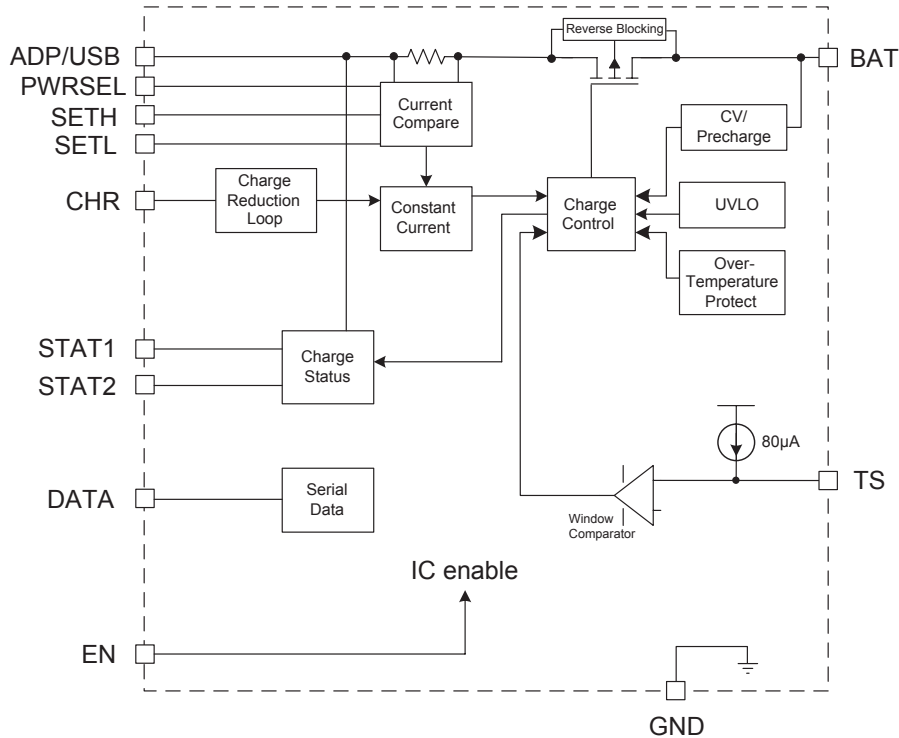 Reverse Blocking
ADP/USB
BAT
PWRSEL
SETH
SETL
Current
Compare
CV/
Precharge
CHR
Charge
Reduction
Loop
Constant
Current
Charge
Control
UVLO
Over-
Temperature
Protect
STAT1
STAT2
Charge
Status
80µA
TS
DATA
Serial
Data
Window
Comparator
IC enable
EN
GND